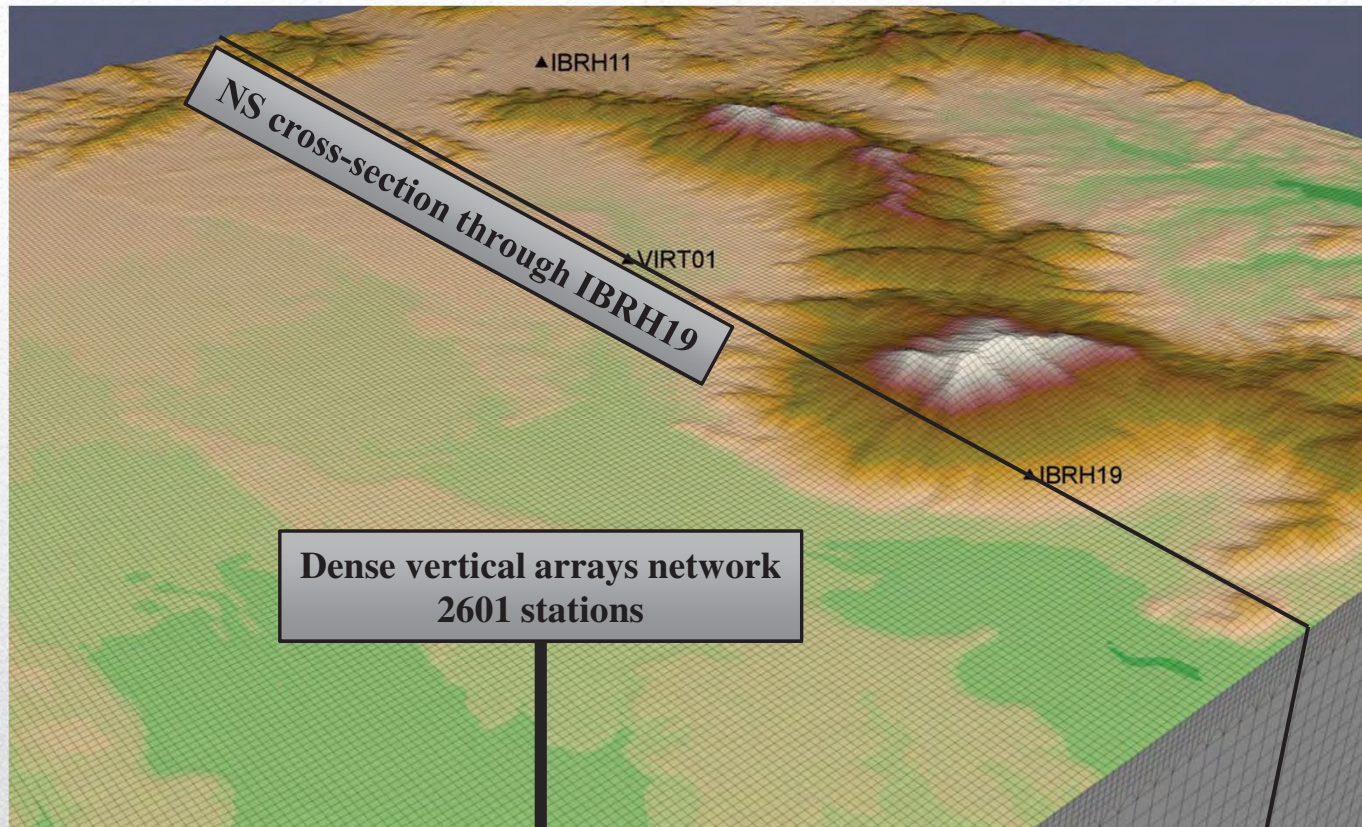 IBRH11
NS cross-section through IBRH19
VIRT01
IBRH19
Dense vertical arrays network
2601 stations